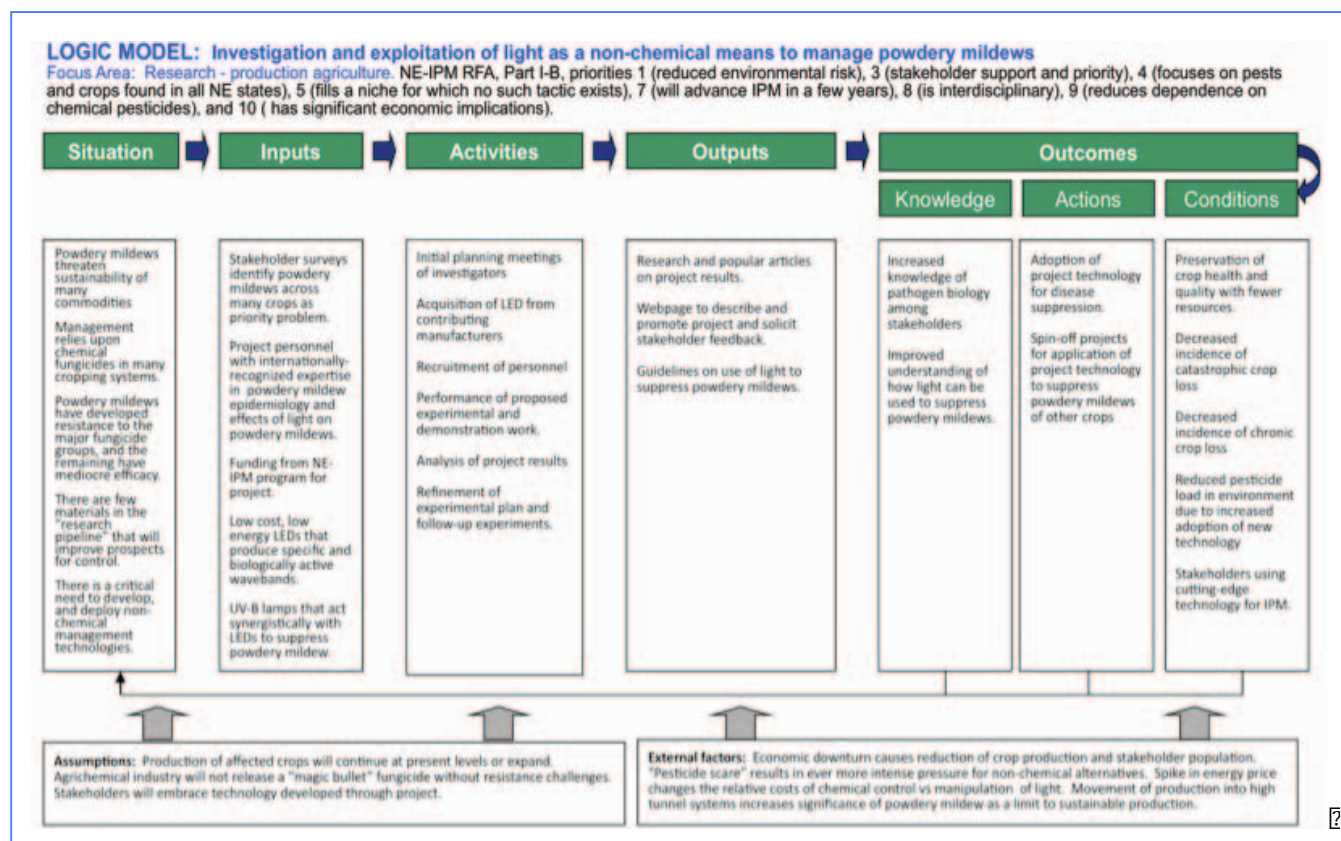 LOGIC MODEL: Investigation and exploitation of light as a non-chemical means to manage powdery mildews
Focus Area: Research - production agriculture. NE-IPM RFA, Part I-B, priorities 1 (reduced environmental risk), 3 (stakeholder support and priority), 4 (focuses on pests
and crops found in all NE states), 5 (fills a niche for which no such tactic exists), 7 (will advance IPM in a few years), 8 (is interdisciplinary), 9 (reduces dependence on
chemical pesticides), and 10 ( has significant economic implications).
Situation
Inputs
Activities
Outputs
Outcomes
Knowledge
Actions
Conditions
Powdery mildews
threaten
sustainability of
many
commodities
Management
relies upon
chemical
fungicides in many
cropping systems.
Powdery mildews
have developed
resistance to the
major fungicide
groups, and the
remaining have
mediocre efficacy.
There are few
materials in the
"research
pipeline" that will
improve prospects
for control.
There is a critical
need to develop,
and deploy non-
chemical
management
technologies.
Stakeholder surveys
identify powdery
mildews across
many crops as
priority problem.
Project personnel
with internationally-
recognized expertise
in powdery mildew
epidemiology and
effects of light on
powdery mildews.
Funding from NE-
IPM program for
project.
Low cost, low
energy LEDs that
produce specific and
biologically active
wavebands.
UV-B lamps that act
synergistically with
LEDs to suppress
powdery mildew.
Initial planning meetings
of investigators
Acquisition of LED from
contributing
manufacturers
Recruitment of personnel
Performance of proposed
experimental and
demonstration work.
Analysis of project results
Refinement of
experimental plan and
follow-up experiments.
Research and popular articles
on project results.
Webpage to describe and
promote project and solicit
stakeholder feedback.
Guidelines on use of light to
suppress powdery mildews.
Increased
knowledge of
pathogen biology
among
stakeholders
Improved
understanding of
how light can be
used to suppress
powdery mildews.
Adoption of
project technology
for disease
suppression.
Spin-off projects
for application of
project technology
to suppress
powdery mildews
of other crops
Preservation of
crop health and
quality with fewer
resources.
Decreased
incidence of
catastrophic crop
loss
Decreased
incidence of chronic
crop loss
Reduced pesticide
load in environment
due to increased
adoption of new
technology
Stakeholders using
cutting-edge
technology for IPM.
Assumptions: Production of affected crops will continue at present levels or expand.
Agrichemical industry will not release a "magic bullet" fungicide without resistance challenges.
Stakeholders will embrace technology developed through project.
External factors: Economic downturn causes reduction of crop production and stakeholder population.
"Pesticide scare" results in ever more intense pressure for non-chemical alternatives. Spike in energy price
changes the relative costs of chemical control vs manipulation of light. Movement of production into high
tunnel systems increases significance of powdery mildew as a limit to sustainable production.